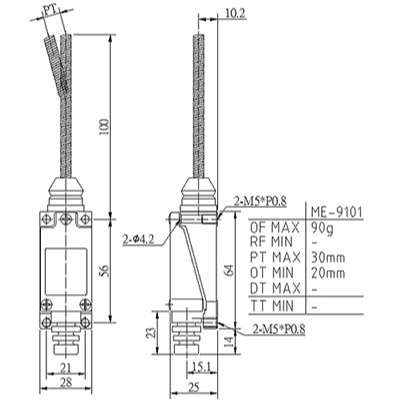 PT
10.2
100
2-M5*P0.8
2-Φ4.2
56
64
ME-9101
OF MAX 90g
RF MIN -
PT MAX 30mm
OT MIN 20mm
DT MAX -
TT MIN -
23
2-M5*P0.8
14
21
15.1
28
25